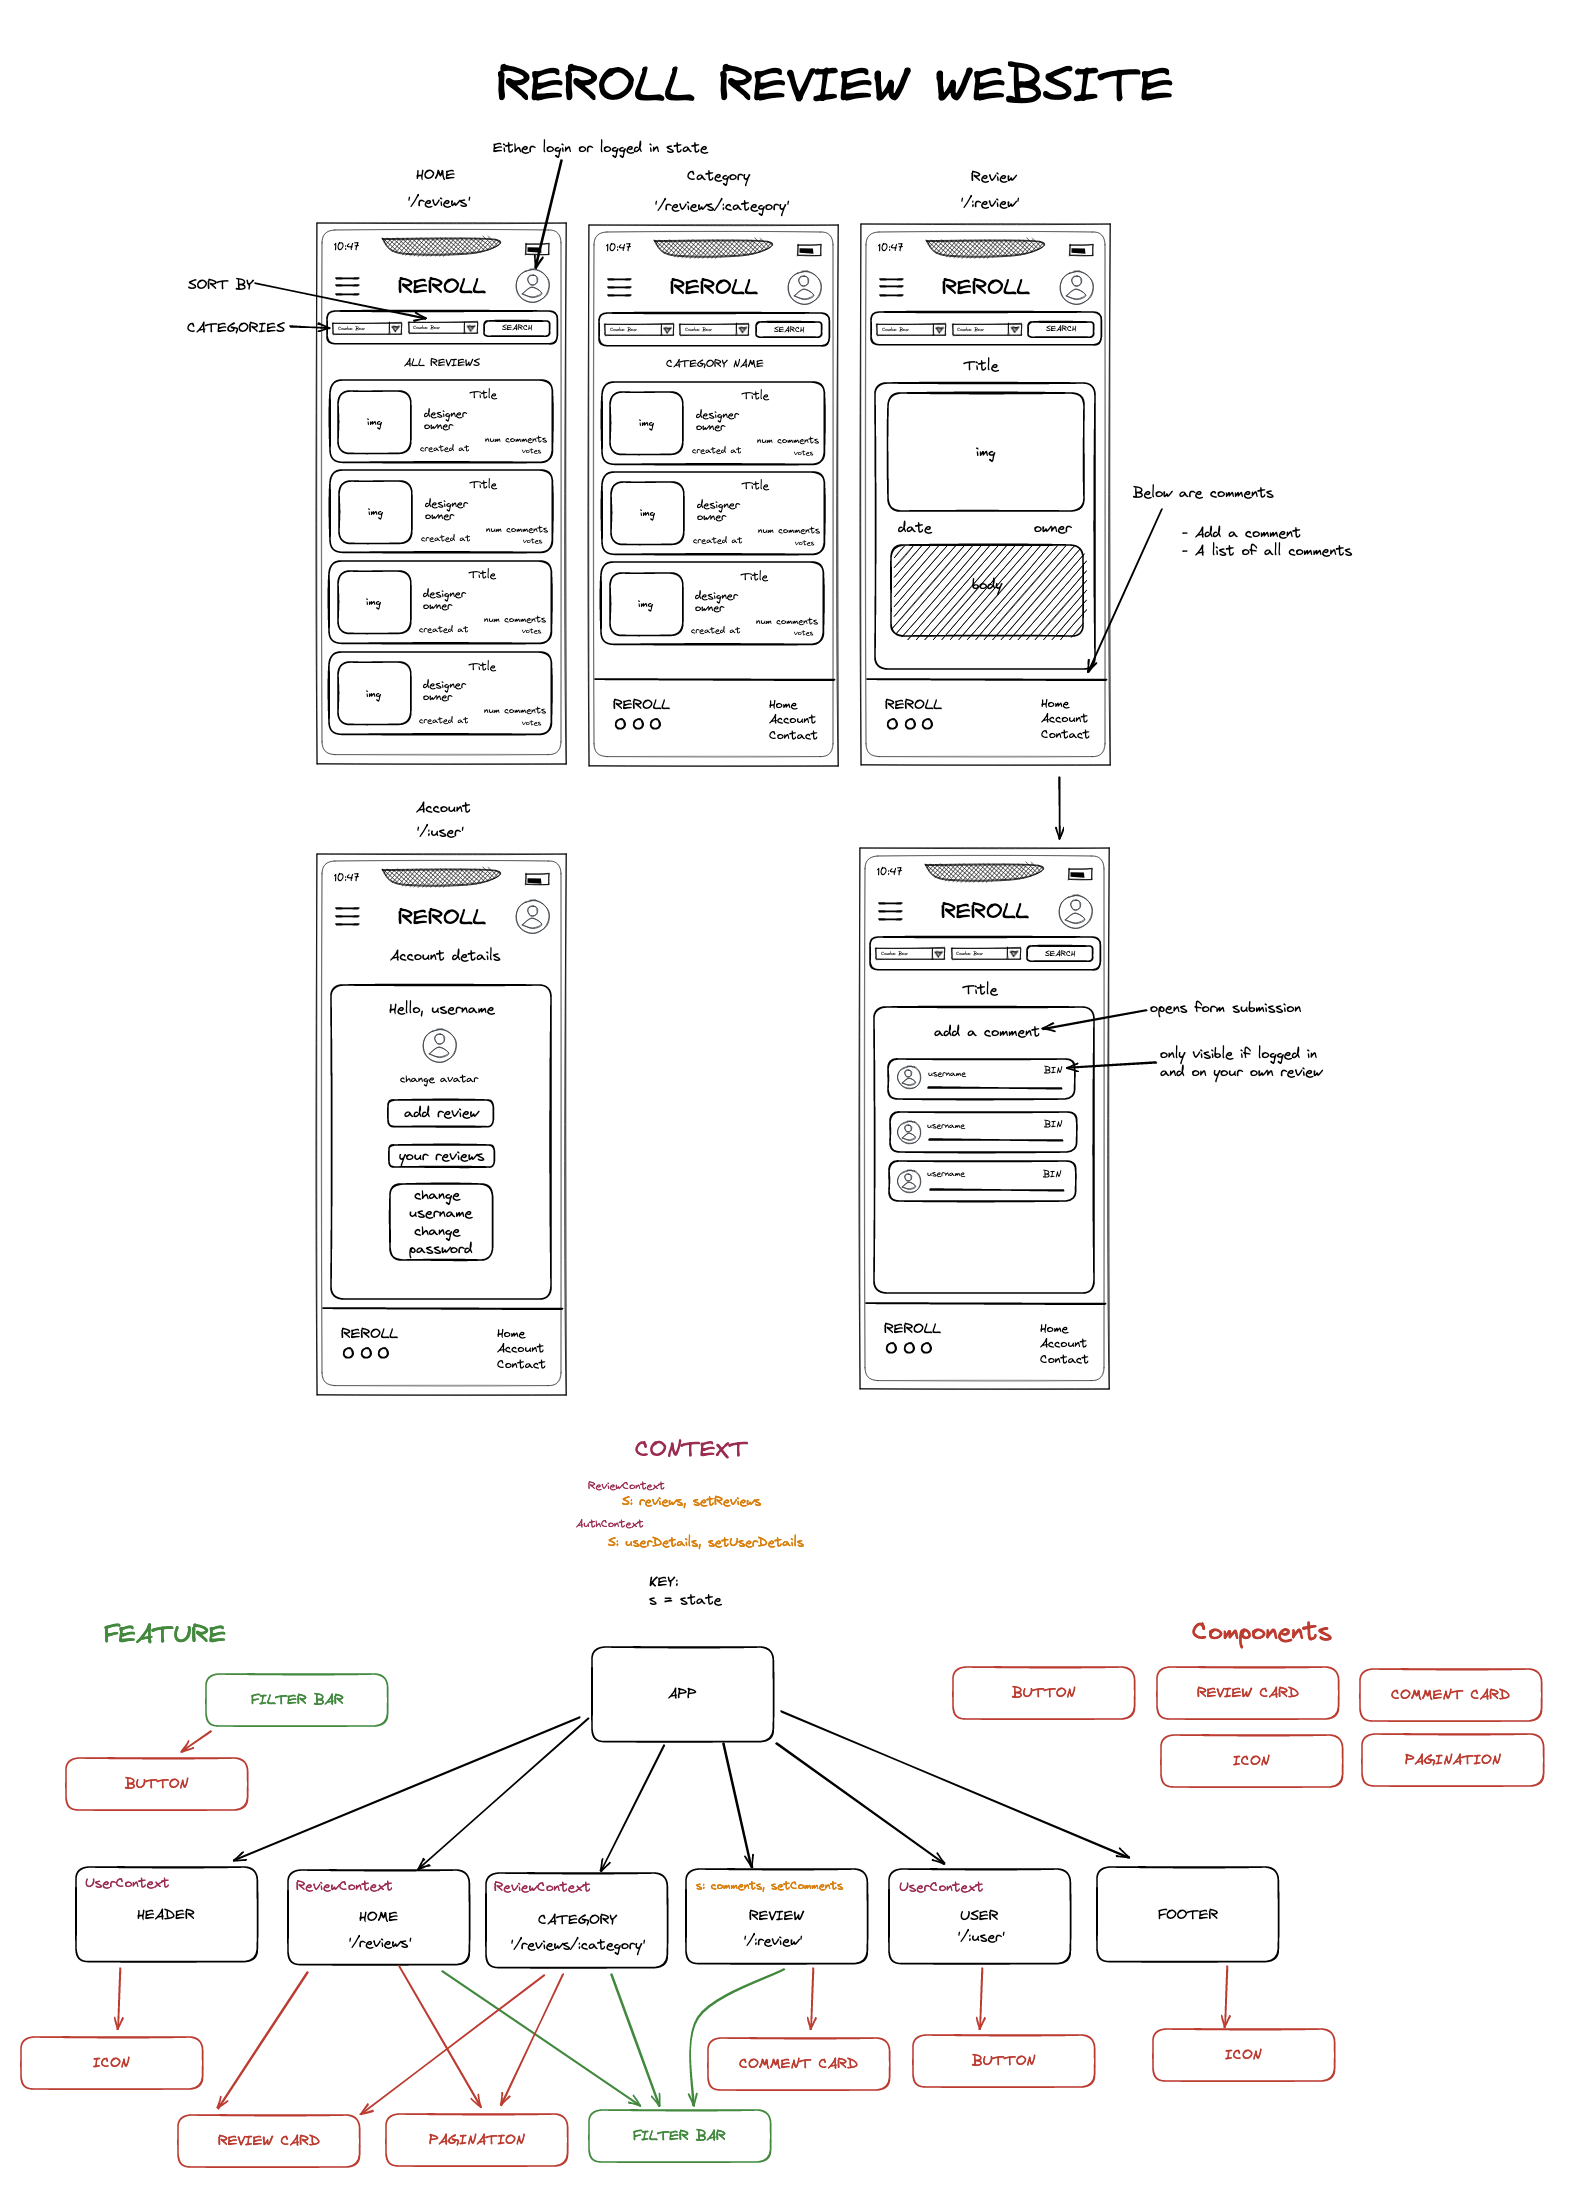 REROLL REVIEW WEBSITE
Either login or logged in state
HOME
'/reviews'
Category
'/reviews/:category'
Review
'/:review'
SORT BY
CATEGORIES
10:47
REROLL
SEARCH
ALL REVIEWS
img
Title
designer
owner
created at
num comments
votes
img
Title
designer
owner
created at
num comments
votes
img
Title
designer
owner
created at
num comments
votes
img
Title
designer
owner
created at
num comments
votes
10:47
REROLL
SEARCH
CATEGORY NAME
img
Title
designer
owner
created at
num comments
votes
img
Title
designer
owner
created at
num comments
votes
img
Title
designer
owner
created at
num comments
votes
REROLL
Home
Account
Contact
10:47
REROLL
SEARCH
Title
img
date
owner
body
REROLL
Home
Account
Contact
Below are comments
- Add a comment
- A list of all comments
Account
'/:user'
10:47
REROLL
Account details
Hello, username
change avatar
add review
your reviews
change
username
change
password
REROLL
Home
Account
Contact
10:47
REROLL
SEARCH
Title
add a comment
username
BIN
username
BIN
username
BIN
REROLL
Home
Account
Contact
opens form submission
only visible if logged in
and on your own review
CONTEXT
ReviewContext
S: reviews, setReviews
AuthContext
S: userDetails, setUserDetails
KEY:
s = state
FEATURE
FILTER BAR
BUTTON
APP
Components
BUTTON
REVIEW CARD
COMMENT CARD
ICON
PAGINATION
UserContext
HEADER
ReviewContext
HOME
'/reviews'
ReviewContext
CATEGORY
'/reviews/:category'
s: comments, setComments
REVIEW
'/:review'
UserContext
USER
'/:user'
FOOTER
ICON
COMMENT CARD
BUTTON
ICON
REVIEW CARD
PAGINATION
FILTER BAR